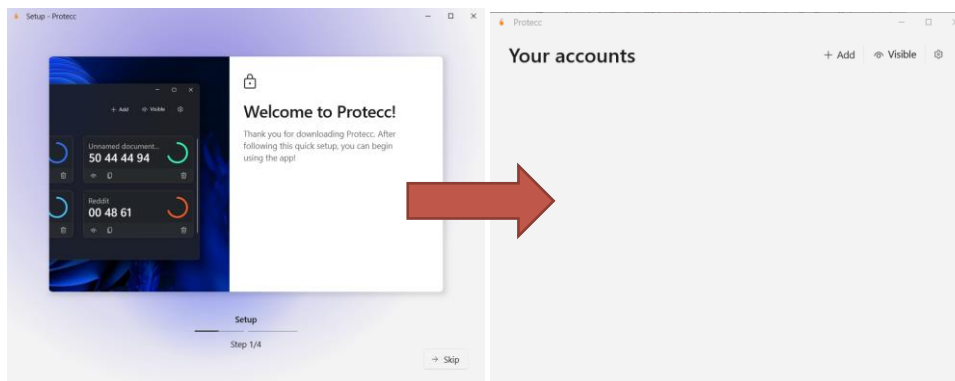 Setup - Protecc
+ Add
Visible
Unnamed document...
50 44 44 94
Reddit
00 48 61
Welcome to Protecc!
Thank you for downloading Protecc. After
following this quick setup, you can begin
using the app!
Setup
Step 1/4
→ Skip
Protecc
Your accounts
+ Add
Visible